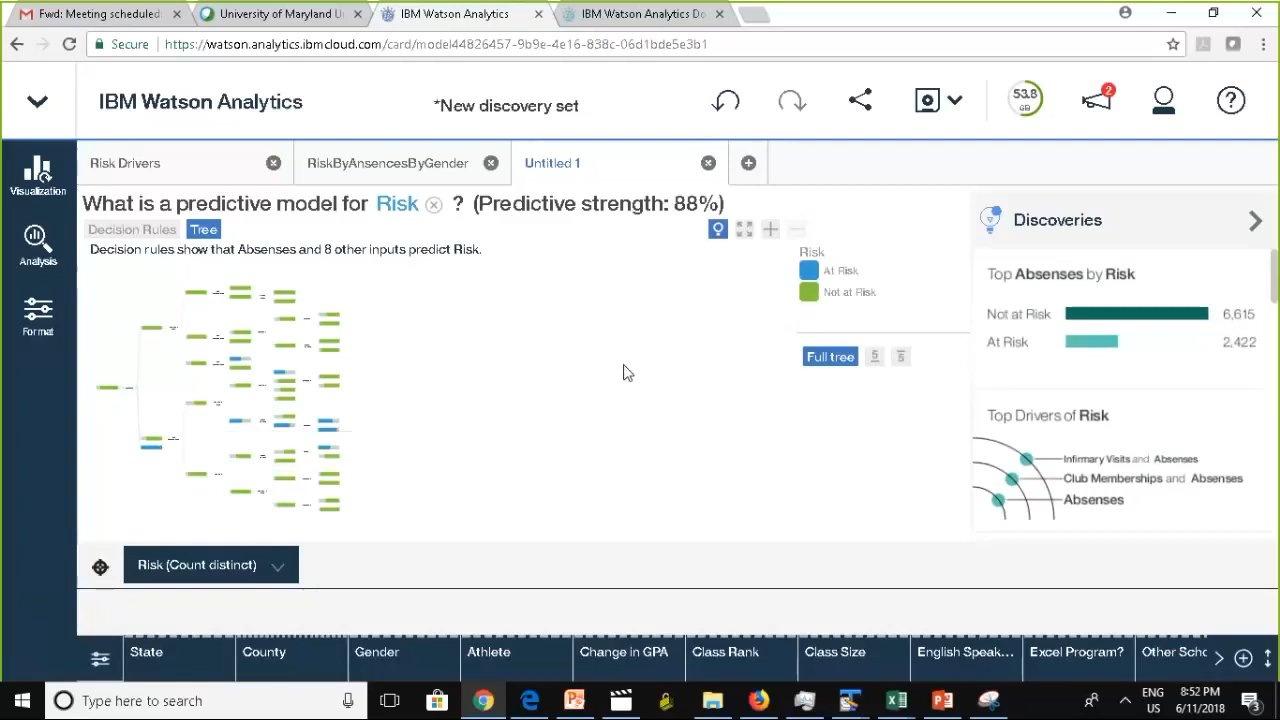 Fwd: Meeting scheduled
University of Maryland U
IBM Watson Analytics
IBM Watson Analytics Do
Secure
https://watson.analytics.ibmcloud.com/card/model44826457-9b9e-4e16-838c-06d1bde5e3b1
IBM Watson Analytics
*New discovery set
53.8
GB
2
Visualization
Analysis
Format
Risk Drivers
RiskByAnsencesByGender
Untitled 1
What is a predictive model for Risk ? (Predictive strength: 88%)
Decision Rules
Tree
Decision rules show that Absenses and 8 other inputs predict Risk.
Risk
At Risk
Not at Risk
Full tree
5
5
Discoveries
Top Absenses by Risk
Not at Risk 6,615
At Risk 2,422
Top Drivers of Risk
Infirmary Visits and Absenses
Club Memberships and Absenses
Absenses
Risk (Count distinct)
State
County
Gender
Athlete
Change in GPA
Class Rank
Class Size
English Speak...
Excel Program?
Other Scho
Type here to search
ENG
US
8:52 PM
6/11/2018
3